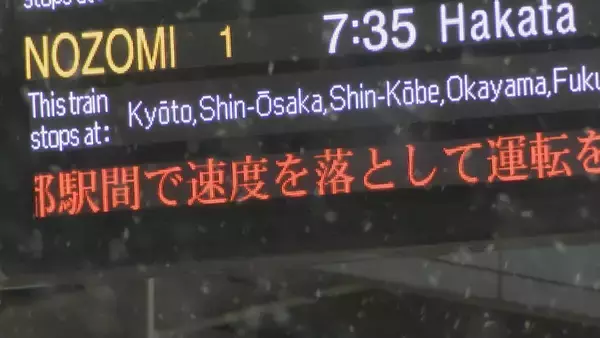 NOZOMI 1 7:35 Hakata
This train stops at: Kyōto,Shin-Ōsaka,Shin-Kōbe,Okayama,Fuku
駅間で速度を落として運転を